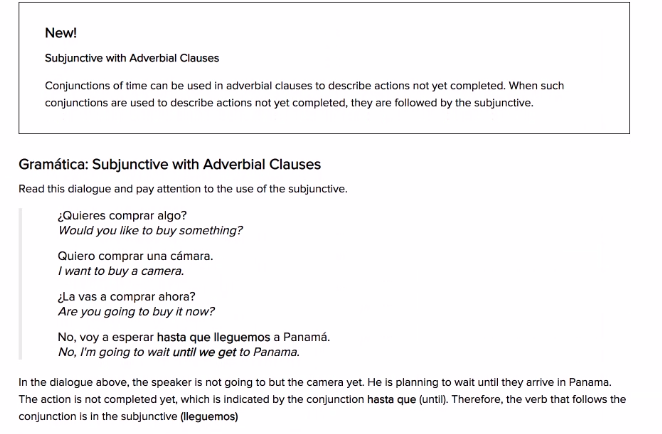 New!
Subjunctive with Adverbial Clauses
Conjunctions of time can be used in adverbial clauses to describe actions not yet completed. When such
conjunctions are used to describe actions not yet completed, they are followed by the subjunctive.
Gramática: Subjunctive with Adverbial Clauses
Read this dialogue and pay attention to the use of the subjunctive.
¿Quieres comprar algo?
Would you like to buy something?
Quiero comprar una cámara.
I want to buy a camera.
¿La vas a comprar ahora?
Are you going to buy it now?
No, voy a esperar hasta que lleguemos a Panamá.
No, I'm going to wait until we get to Panama.
In the dialogue above, the speaker is not going to but the camera yet. He is planning to wait until they arrive in Panama.
The action is not completed yet, which is indicated by the conjunction hasta que (until). Therefore, the verb that follows the
conjunction is in the subjunctive (lleguemos)